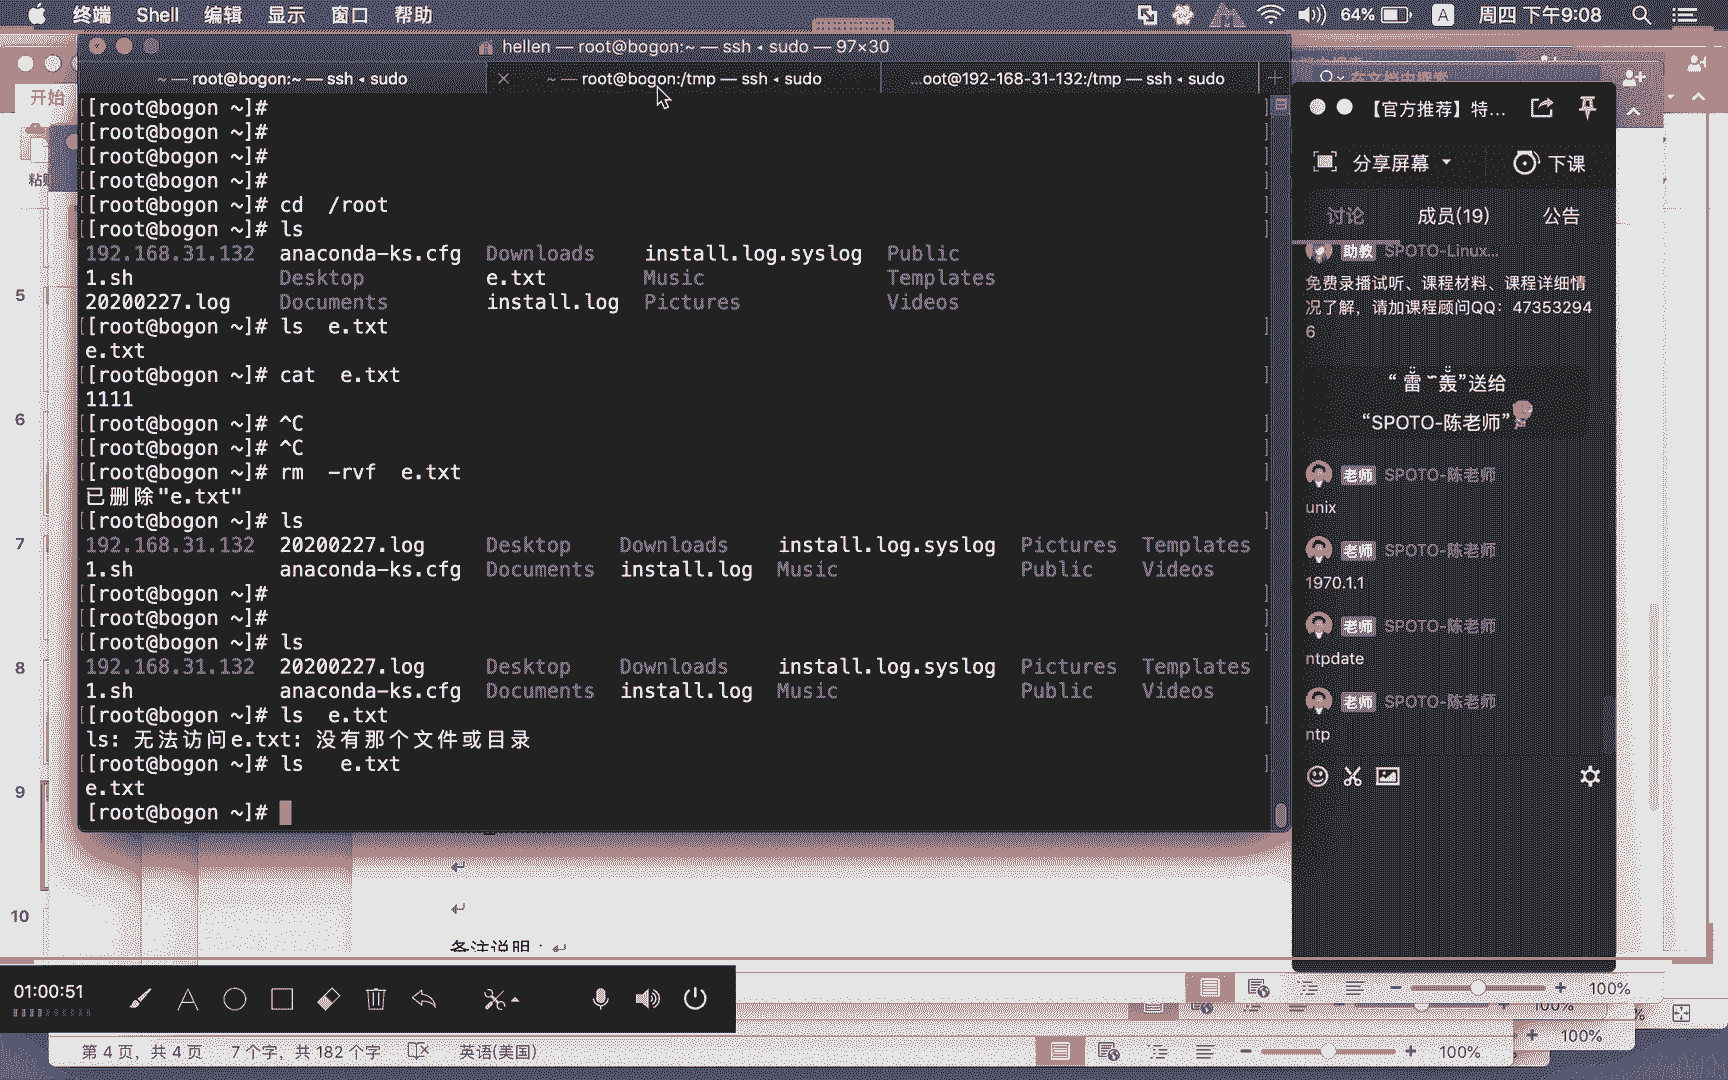 终端 Shell 编辑 显示 窗口 帮助 64% A 周四 下午9:08
hellen — root@bogon:~ — ssh ◂ sudo — 97×30
~ — root@bogon:~ — ssh ◂ sudo
~ — root@bogon:/tmp — ssh ◂ sudo
...oot@192-168-31-132:/tmp — ssh ◂ sudo
开始
[[root@bogon ~]#
[[root@bogon ~]#
[[root@bogon ~]#
[[root@bogon ~]#
[[root@bogon ~]# cd  /root
[[root@bogon ~]# ls
192.168.31.132  anaconda-ks.cfg  Downloads    install.log.syslog  Public
1.sh            Desktop          e.txt        Music               Templates
20200227.log    Documents        install.log  Pictures            Videos
[[root@bogon ~]# ls  e.txt
e.txt
[[root@bogon ~]# cat  e.txt
1111
[[root@bogon ~]# ^C
[[root@bogon ~]# ^C
[[root@bogon ~]# rm  -rvf  e.txt
已删除"e.txt"
[[root@bogon ~]# ls
192.168.31.132  20200227.log     Desktop    Downloads    install.log.syslog  Pictures  Templates
1.sh            anaconda-ks.cfg  Documents  install.log  Music               Public    Videos
[[root@bogon ~]#
[[root@bogon ~]#
[[root@bogon ~]# ls
192.168.31.132  20200227.log     Desktop    Downloads    install.log.syslog  Pictures  Templates
1.sh            anaconda-ks.cfg  Documents  install.log  Music               Public    Videos
[[root@bogon ~]# ls  e.txt
ls: 无法访问e.txt: 没有那个文件或目录
[[root@bogon ~]# ls   e.txt
e.txt
[root@bogon ~]#
5
6
7
8
9
10
备注说明：
【官方推荐】特...
分享屏幕 下课
讨论 成员(19) 公告
助教 SPOTO-Linux...
免费录播试听、课程材料、课程详细情
况了解，请加课程顾问QQ：47353294
6
送给
“SPOTO-陈老师”
老师 SPOTO-陈老师
unix
老师 SPOTO-陈老师
1970.1.1
老师 SPOTO-陈老师
ntpdate
老师 SPOTO-陈老师
ntp
01:00:51
100%
100%
100%
第 4 页，共 4 页 7 个字，共 182 个字 英语(美国) 100%